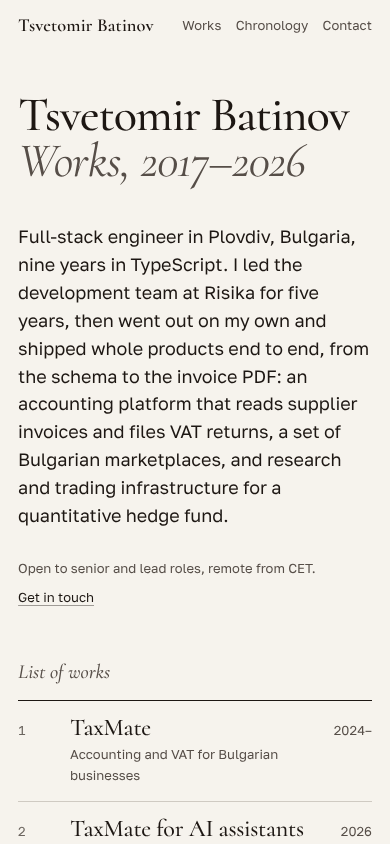 Tsvetomir Batinov Works Chronology Contact
Tsvetomir Batinov
Works, 2017–2026
Full-stack engineer in Plovdiv, Bulgaria,
nine years in TypeScript. I led the
development team at Risika for five
years, then went out on my own and
shipped whole products end to end, from
the schema to the invoice PDF: an
accounting platform that reads supplier
invoices and files VAT returns, a set of
Bulgarian marketplaces, and research
and trading infrastructure for a
quantitative hedge fund.
Open to senior and lead roles, remote from CET.
Get in touch
List of works
1 TaxMate 2024–
Accounting and VAT for Bulgarian
businesses
2 TaxMate for AI assistants 2026